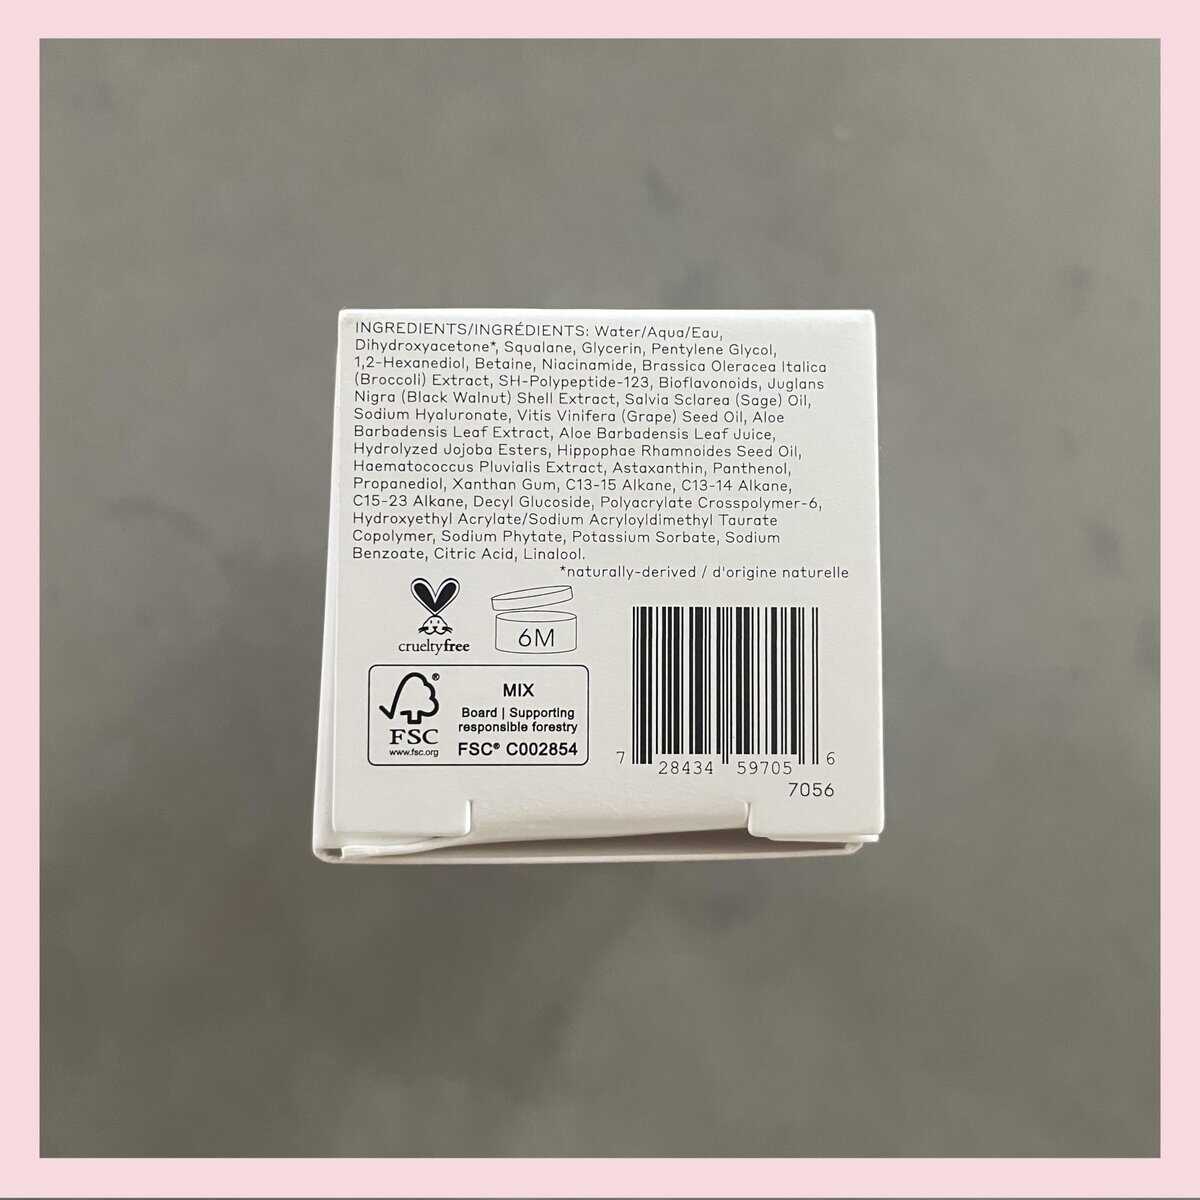 INGREDIENTS/INGRÉDIENTS: Water/Aqua/Eau,
Dihydroxyacetone*, Squalane, Glycerin, Pentylene Glycol,
1,2-Hexanediol, Betaine, Niacinamide, Brassica Oleracea Italica
(Broccoli) Extract, SH-Polypeptide-123, Bioflavonoids, Juglans
Nigra (Black Walnut) Shell Extract, Salvia Sclarea (Sage) Oil,
Sodium Hyaluronate, Vitis Vinifera (Grape) Seed Oil, Aloe
Barbadensis Leaf Extract, Aloe Barbadensis Leaf Juice,
Hydrolyzed Jojoba Esters, Hippophae Rhamnoides Seed Oil,
Haematococcus Pluvialis Extract, Astaxanthin, Panthenol,
Propanediol, Xanthan Gum, C13-15 Alkane, C13-14 Alkane,
C15-23 Alkane, Decyl Glucoside, Polyacrylate Crosspolymer-6,
Hydroxyethyl Acrylate/Sodium Acryloyldimethyl Taurate
Copolymer, Sodium Phytate, Potassium Sorbate, Sodium
Benzoate, Citric Acid, Linalool.
*naturally-derived / d'origine naturelle
crueltyfree
6M
FSC
www.fsc.org
MIX
Board | Supporting
responsible forestry
FSC® C002854
7 28434 59705 6
7056